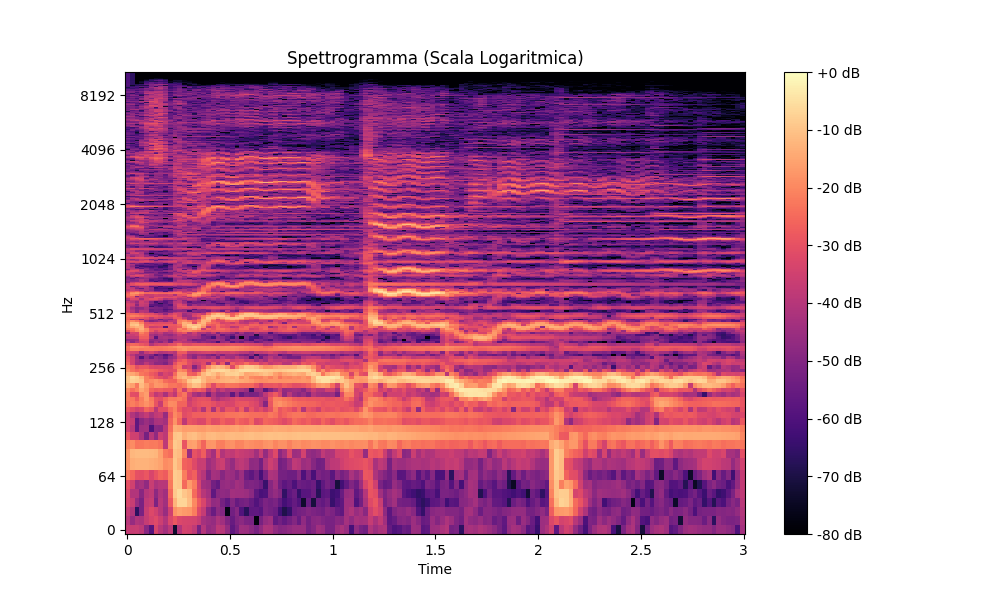 Spettrogramma (Scala Logaritmica)
8192
4096
2048
1024
512
256
128
64
0
Hz
0
0.5
1
1.5
2
2.5
3
Time
+0 dB
-10 dB
-20 dB
-30 dB
-40 dB
-50 dB
-60 dB
-70 dB
-80 dB